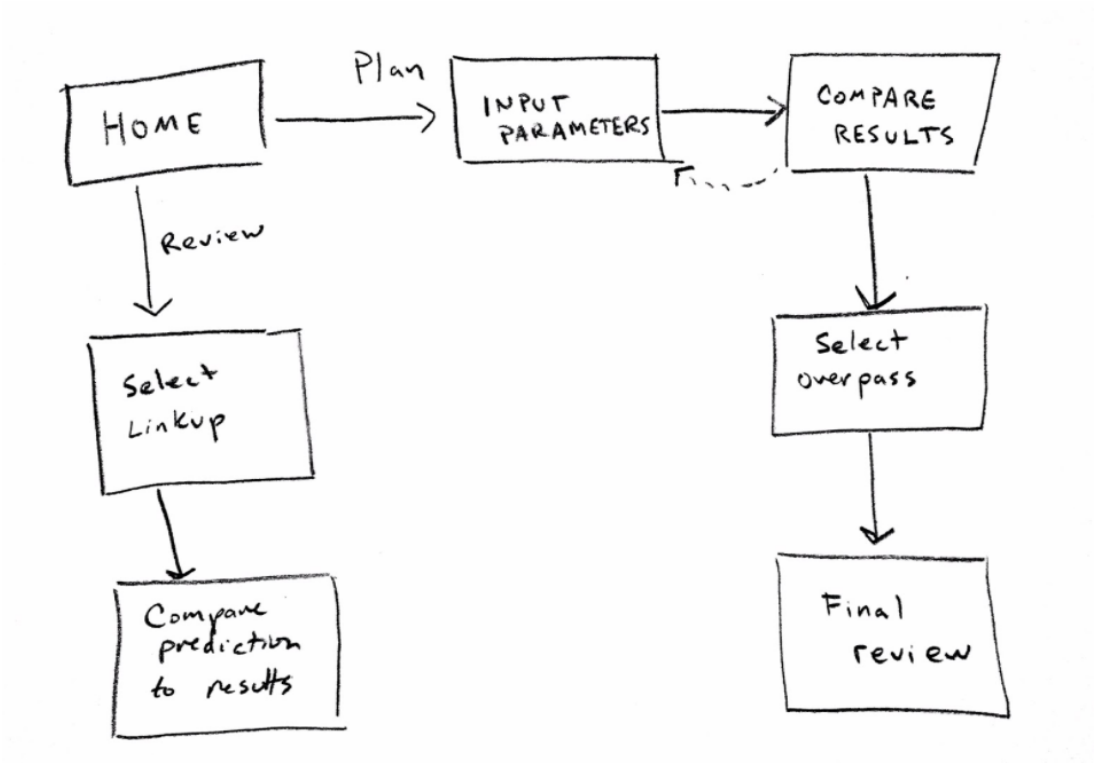 HOME
Plan
INPUT
PARAMETERS
COMPARE
RESULTS
Review
Select
Linkup
Select
overpass
Compare
prediction
to results
Final
review